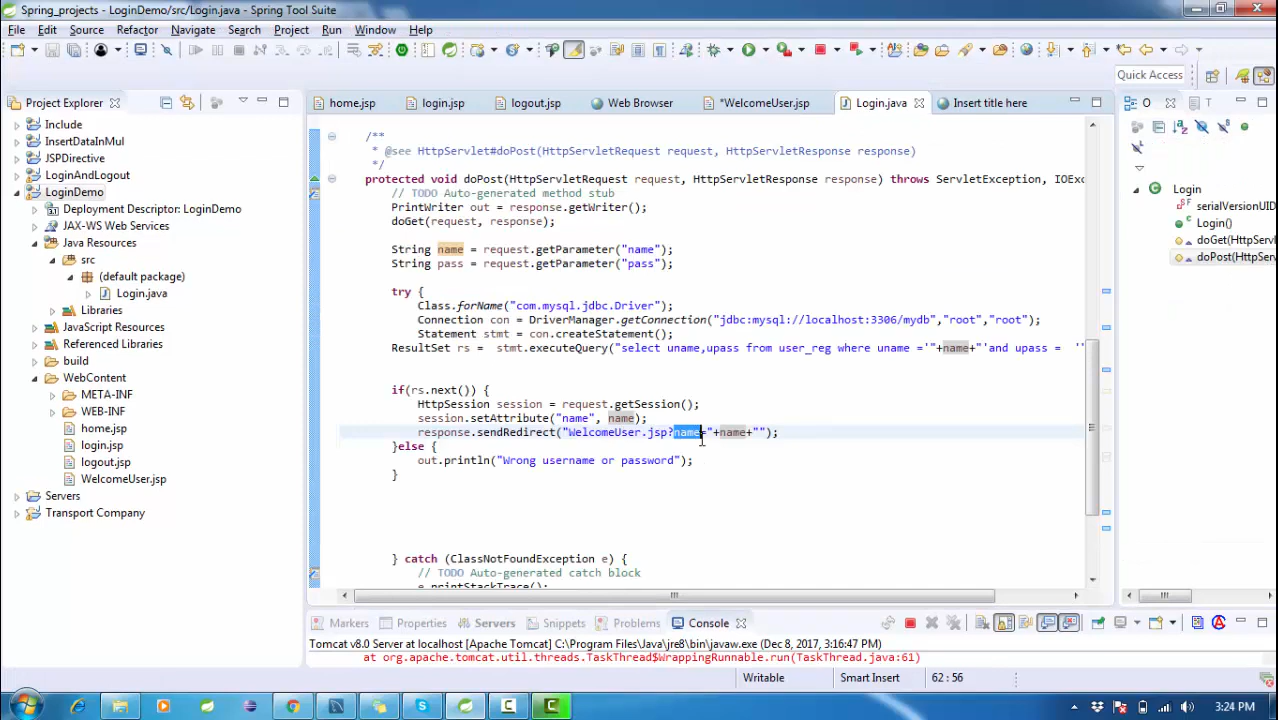 Spring_projects - LoginDemo/src/Login.java - Spring Tool Suite
File Edit Source Refactor Navigate Search Project Run Window Help
Quick Access
Project Explorer
home.jsp login.jsp logout.jsp Web Browser *WelcomeUser.jsp Login.java Insert title here
O T
Include
InsertDataInMul
JSPDirective
LoginAndLogout
LoginDemo
Deployment Descriptor: LoginDemo
JAX-WS Web Services
Java Resources
src
(default package)
Login.java
Libraries
JavaScript Resources
Referenced Libraries
build
WebContent
META-INF
WEB-INF
home.jsp
login.jsp
logout.jsp
WelcomeUser.jsp
Servers
Transport Company
/**
* @see HttpServlet#doPost(HttpServletRequest request, HttpServletResponse response)
*/
protected void doPost(HttpServletRequest request, HttpServletResponse response) throws ServletException, IOExc
// TODO Auto-generated method stub
PrintWriter out = response.getWriter();
doGet(request, response);
String name = request.getParameter("name");
String pass = request.getParameter("pass");
try {
Class.forName("com.mysql.jdbc.Driver");
Connection con = DriverManager.getConnection("jdbc:mysql://localhost:3306/mydb","root","root");
Statement stmt = con.createStatement();
ResultSet rs = stmt.executeQuery("select uname,upass from user_reg where uname ='"+name+"'and upass = '"
if(rs.next()) {
HttpSession session = request.getSession();
session.setAttribute("name", name);
response.sendRedirect("WelcomeUser.jsp?name="+name+"");
}else {
out.println("Wrong username or password");
}
} catch (ClassNotFoundException e) {
// TODO Auto-generated catch block
e.printStackTrace();
Login
serialVersionUID
Login()
doGet(HttpServ
doPost(HttpSer
Markers Properties Servers Snippets Problems Console
Tomcat v8.0 Server at localhost [Apache Tomcat] C:\Program Files\Java\jre8\bin\javaw.exe (Dec 8, 2017, 3:16:47 PM)
at org.apache.tomcat.util.threads.TaskThread$WrappingRunnable.run(TaskThread.java:61)
Writable Smart Insert 62 : 56
3:24 PM